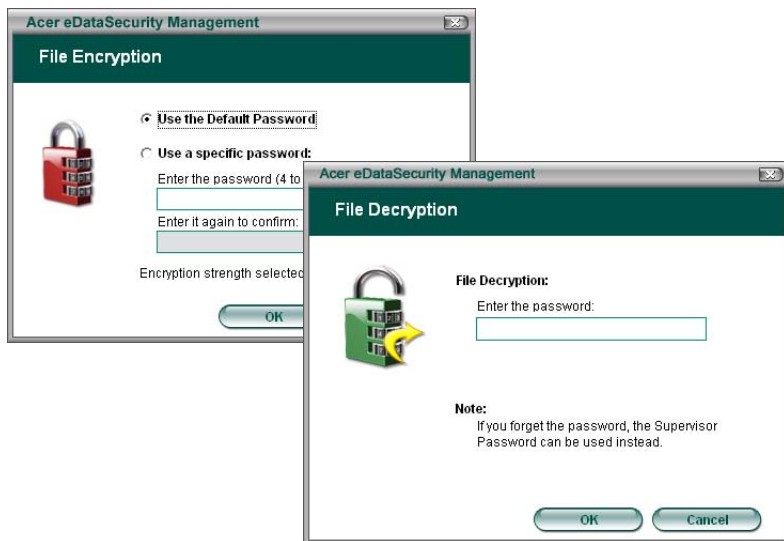 Acer eDataSecurity Management
File Encryption
Use the Default Password
Use a specific password:
Enter the password (4 to
Enter it again to confirm:
Encryption strength selected
OK
Acer eDataSecurity Management
File Decryption
File Decryption:
Enter the password:
Note:
If you forget the password, the Supervisor
Password can be used instead.
OK Cancel